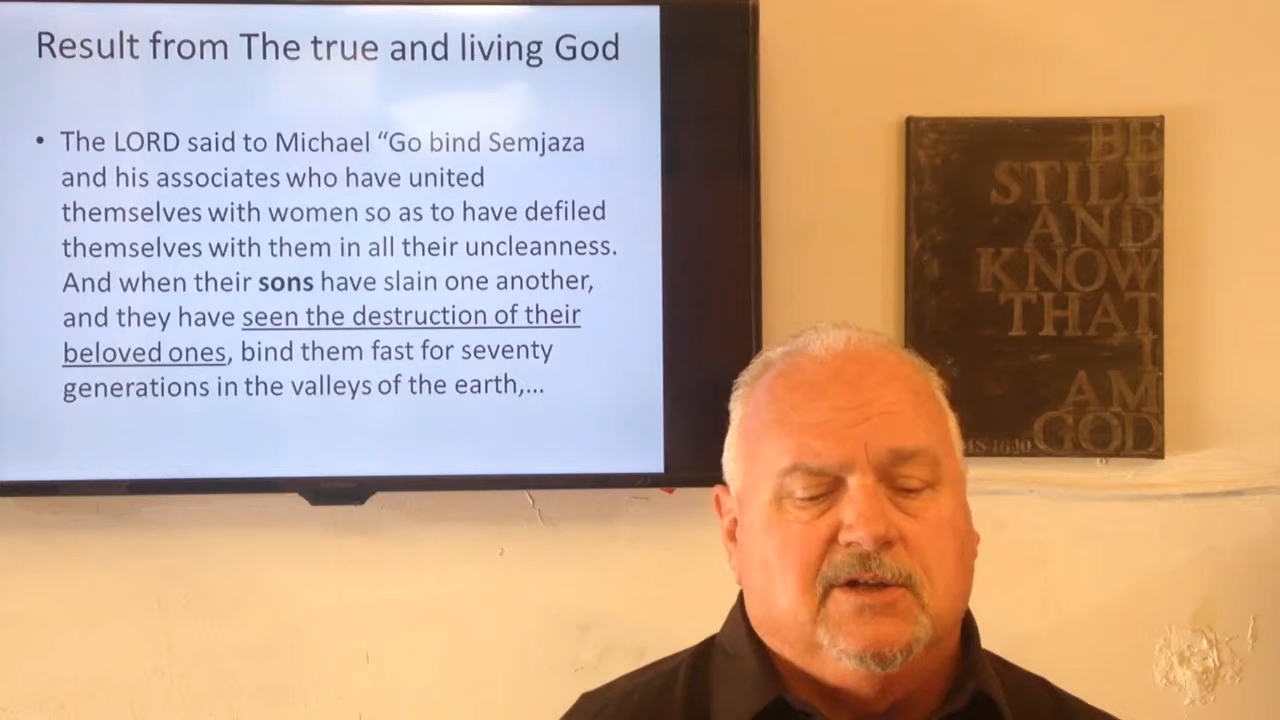 Result from The true and living God
• The LORD said to Michael “Go bind Semjaza
and his associates who have united
themselves with women so as to have defiled
themselves with them in all their uncleanness.
And when their sons have slain one another,
and they have seen the destruction of their
beloved ones, bind them fast for seventy
generations in the valleys of the earth,...
BE
STILL
AND
KNOW
THAT
I
AM
GOD